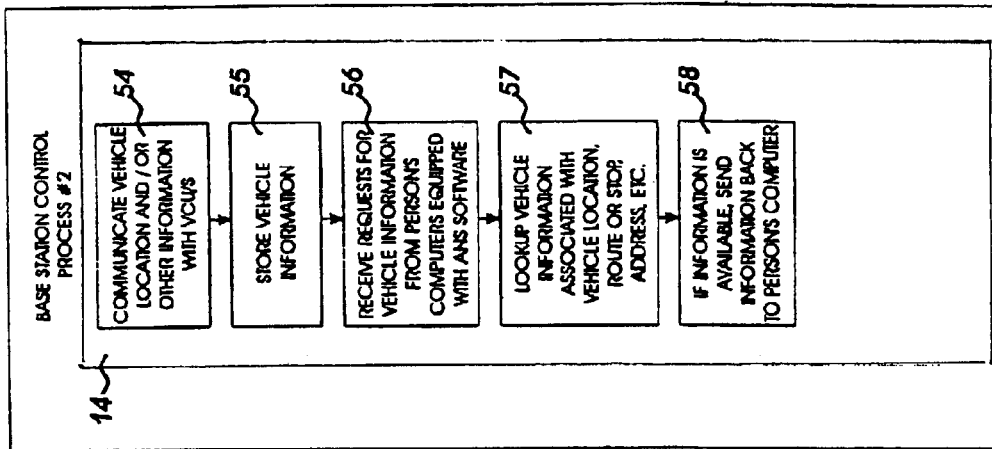 BASE STATION CONTROL
PROCESS #2
14
COMMUNICATE VEHICLE
LOCATION AND / OR
OTHER INFORMATION
WITH VCU/S
54
STORE VEHICLE
INFORMATION
55
RECEIVE REQUESTS FOR
VEHICLE INFORMATION
FROM PERSON'S
COMPUTERS EQUIPPED
WITH ANS SOFTWARE
56
LOOKUP VEHICLE
INFORMATION
ASSOCIATED WITH
VEHICLE LOCATION,
ROUTE OR STOP,
ADDRESS, ETC.
57
IF INFORMATION IS
AVAILABLE, SEND
INFORMATION BACK
TO PERSON'S COMPUTER
58